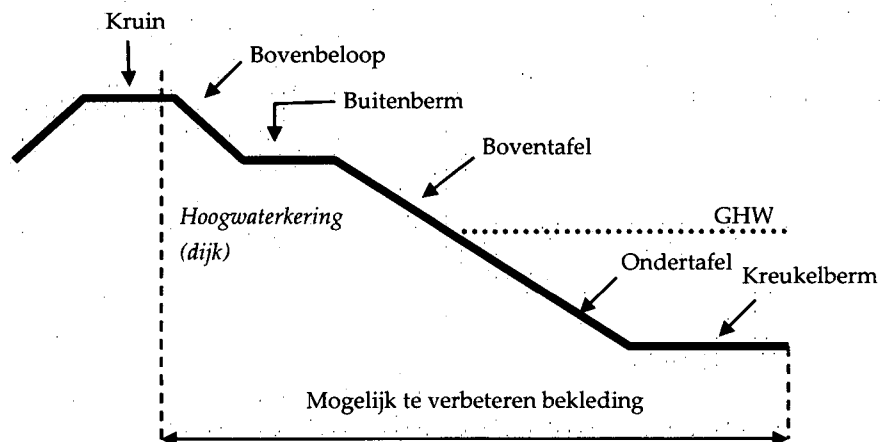 Kruin
Bovenbeloop
Buitenberm
Boventafel
Hoogwaterkering
(dijk)
GHW
Ondertafel
Kreukelberm
Mogelijk te verbeteren bekleding